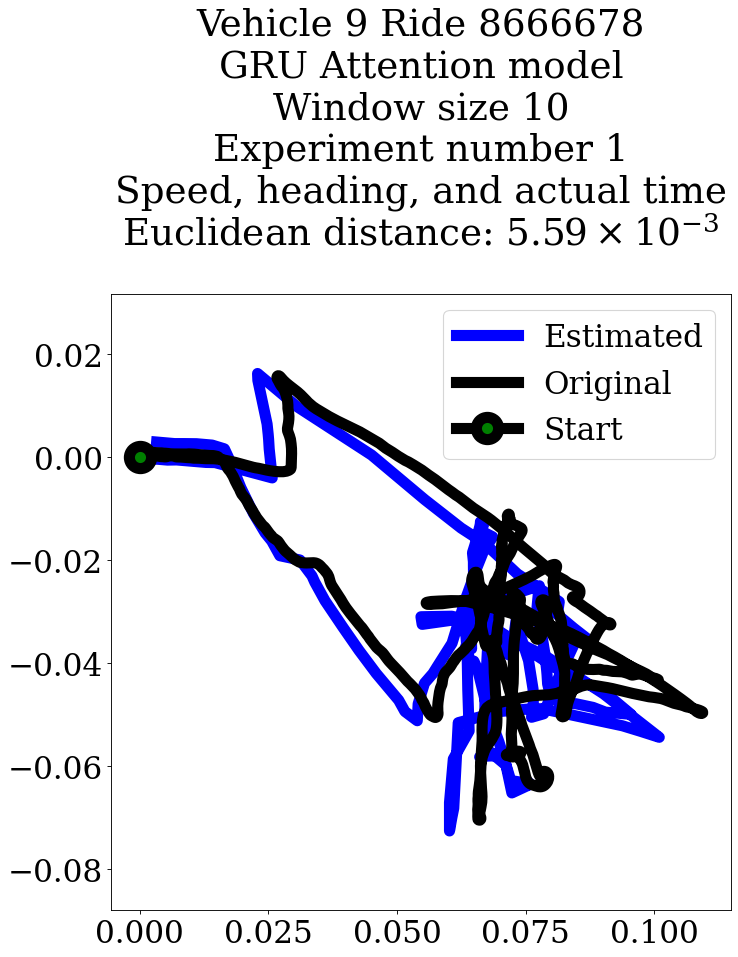 Vehicle 9 Ride 8666678
GRU Attention model
Window size 10
Experiment number 1
Speed, heading, and actual time
Euclidean distance: 5.59 × 10⁻³
Estimated
Original
Start
0.02
0.00
−0.02
−0.04
−0.06
−0.08
0.000 0.025 0.050 0.075 0.100